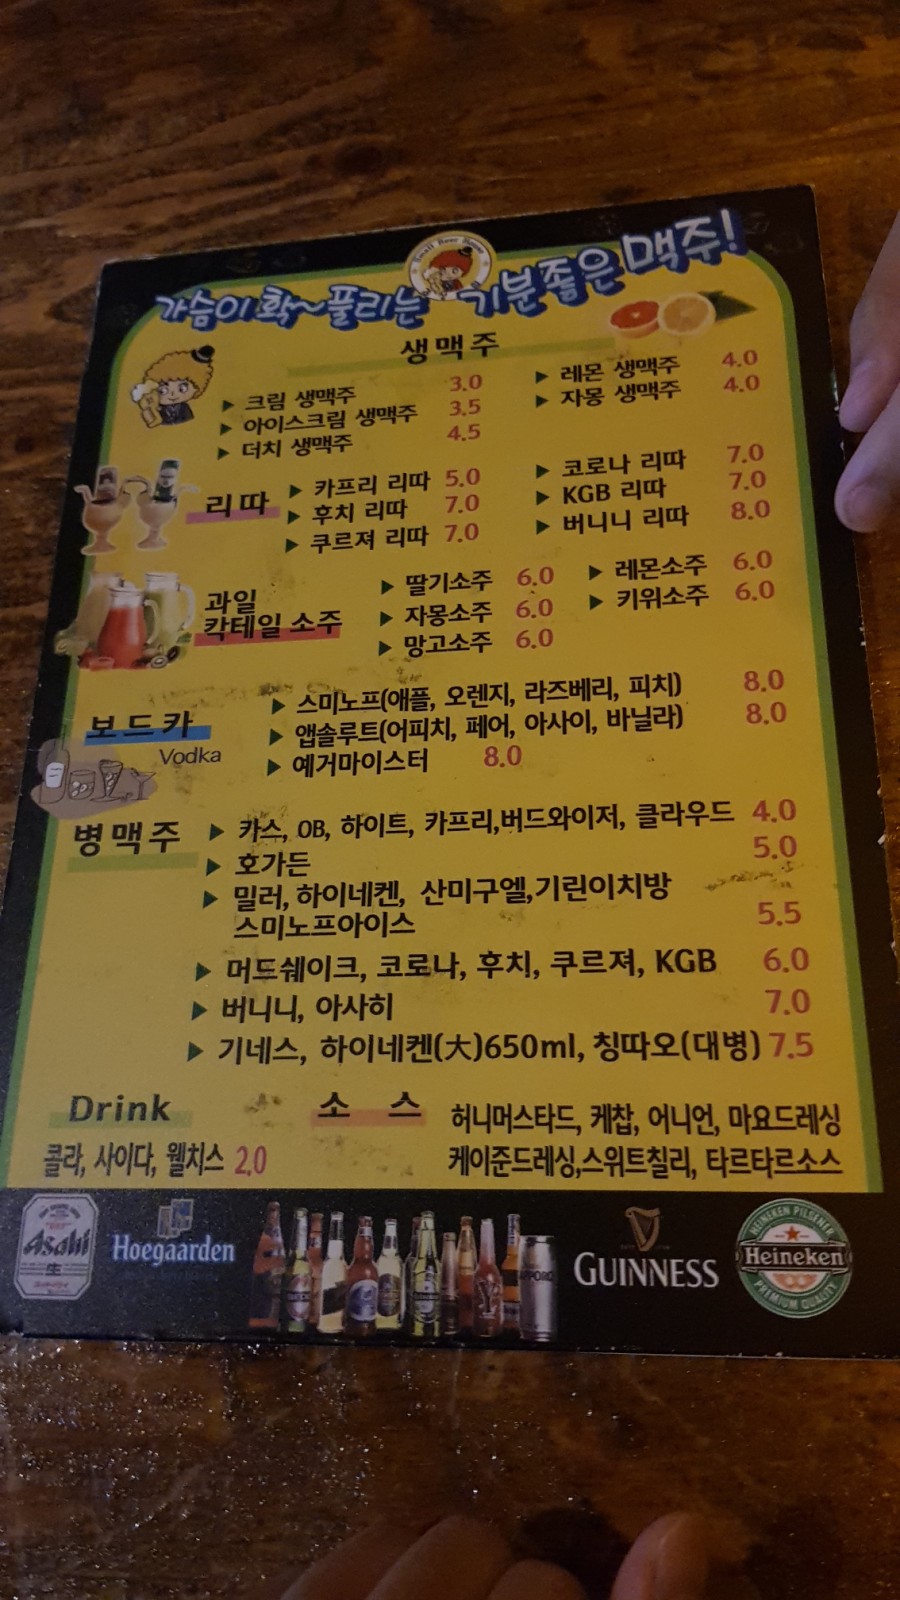 Small Beer House
가슴이 확~풀리는 기분좋은 맥주!
생맥주
▶ 크림 생맥주 3.0
▶ 아이스크림 생맥주 3.5
▶ 더치 생맥주 4.5
▶ 레몬 생맥주 4.0
▶ 자몽 생맥주 4.0
리따
▶ 카프리 리따 5.0
▶ 후치 리따 7.0
▶ 쿠르져 리따 7.0
▶ 코로나 리따 7.0
▶ KGB 리따 7.0
▶ 버니니 리따 8.0
과일
칵테일 소주
▶ 딸기소주 6.0
▶ 자몽소주 6.0
▶ 망고소주 6.0
▶ 레몬소주 6.0
▶ 키위소주 6.0
보드카
Vodka
▶ 스미노프(애플, 오렌지, 라즈베리, 피치) 8.0
▶ 앱솔루트(어피치, 페어, 아사이, 바닐라) 8.0
▶ 예거마이스터 8.0
병맥주
▶ 카스, OB, 하이트, 카프리,버드와이저, 클라우드 4.0
▶ 호가든 5.0
▶ 밀러, 하이네켄, 산미구엘,기린이치방
스미노프아이스 5.5
▶ 머드쉐이크, 코로나, 후치, 쿠르져, KGB 6.0
▶ 버니니, 아사히 7.0
▶ 기네스, 하이네켄(大)650ml, 칭따오(대병) 7.5
Drink
콜라, 사이다, 웰치스 2.0
소 스
허니머스타드, 케찹, 어니언, 마요드레싱
케이준드레싱,스위트칠리, 타르타르소스
Asahi
生
Hoegaarden
GUINNESS
HEINEKEN PILSENER
Heineken
PREMIUM QUALITY